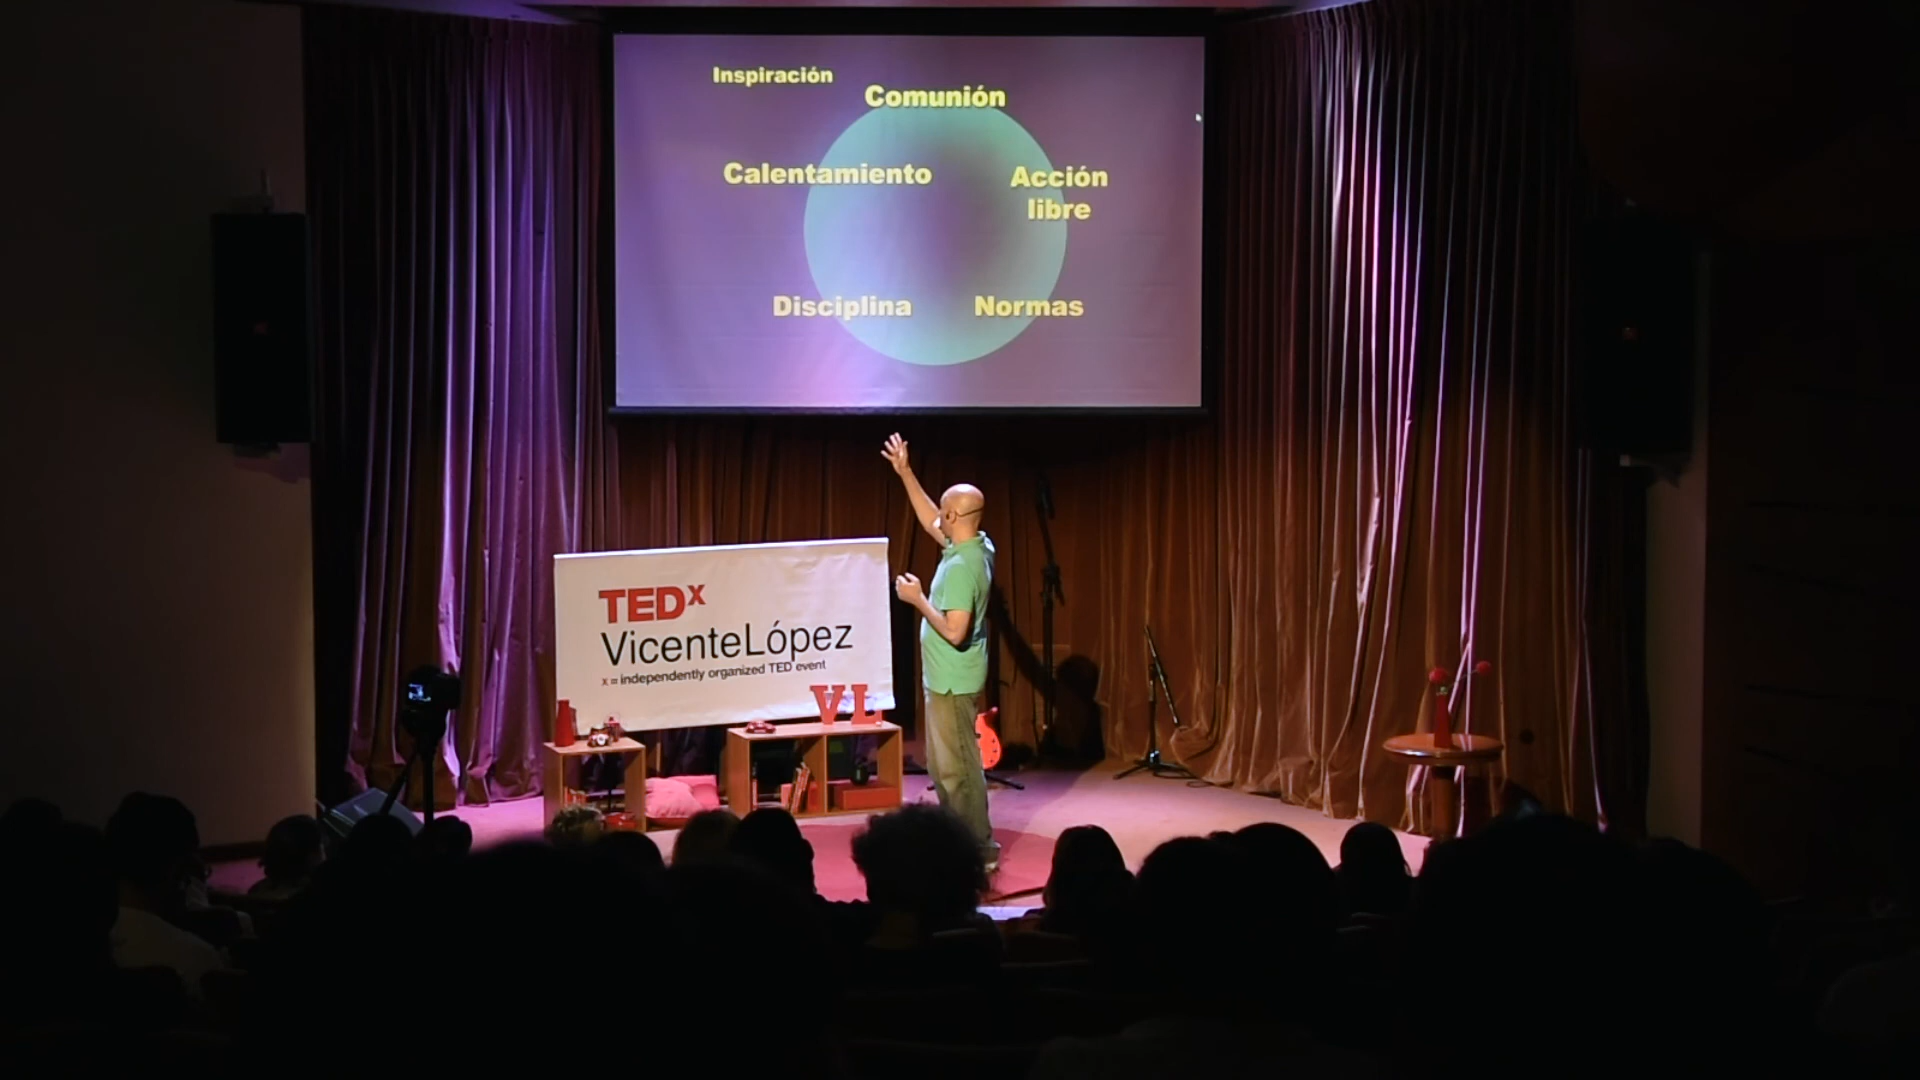 Inspiración
Comunión
Calentamiento
Acción
libre
Disciplina
Normas
TEDx
VicenteLópez
x = independently organized TED event
VL